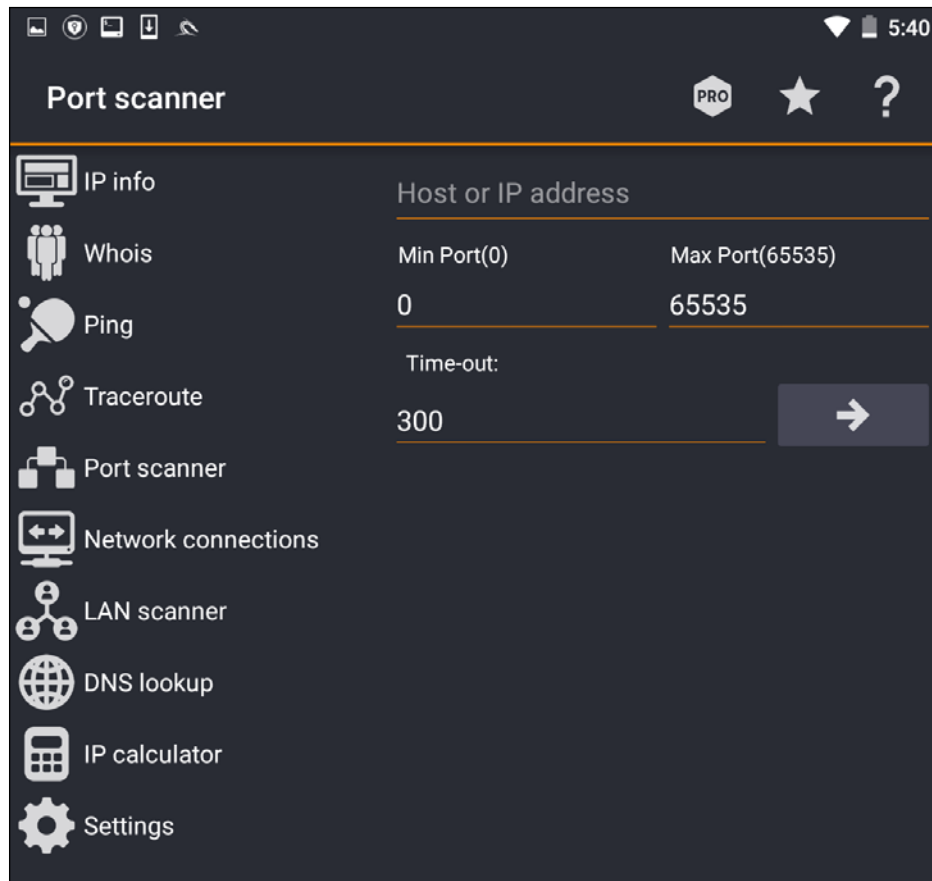 5:40
Port scanner
PRO
?
IP info
Whois
Ping
Traceroute
Port scanner
Network connections
LAN scanner
DNS lookup
IP calculator
Settings
Host or IP address
Min Port(0) Max Port(65535)
0 65535
Time-out:
300